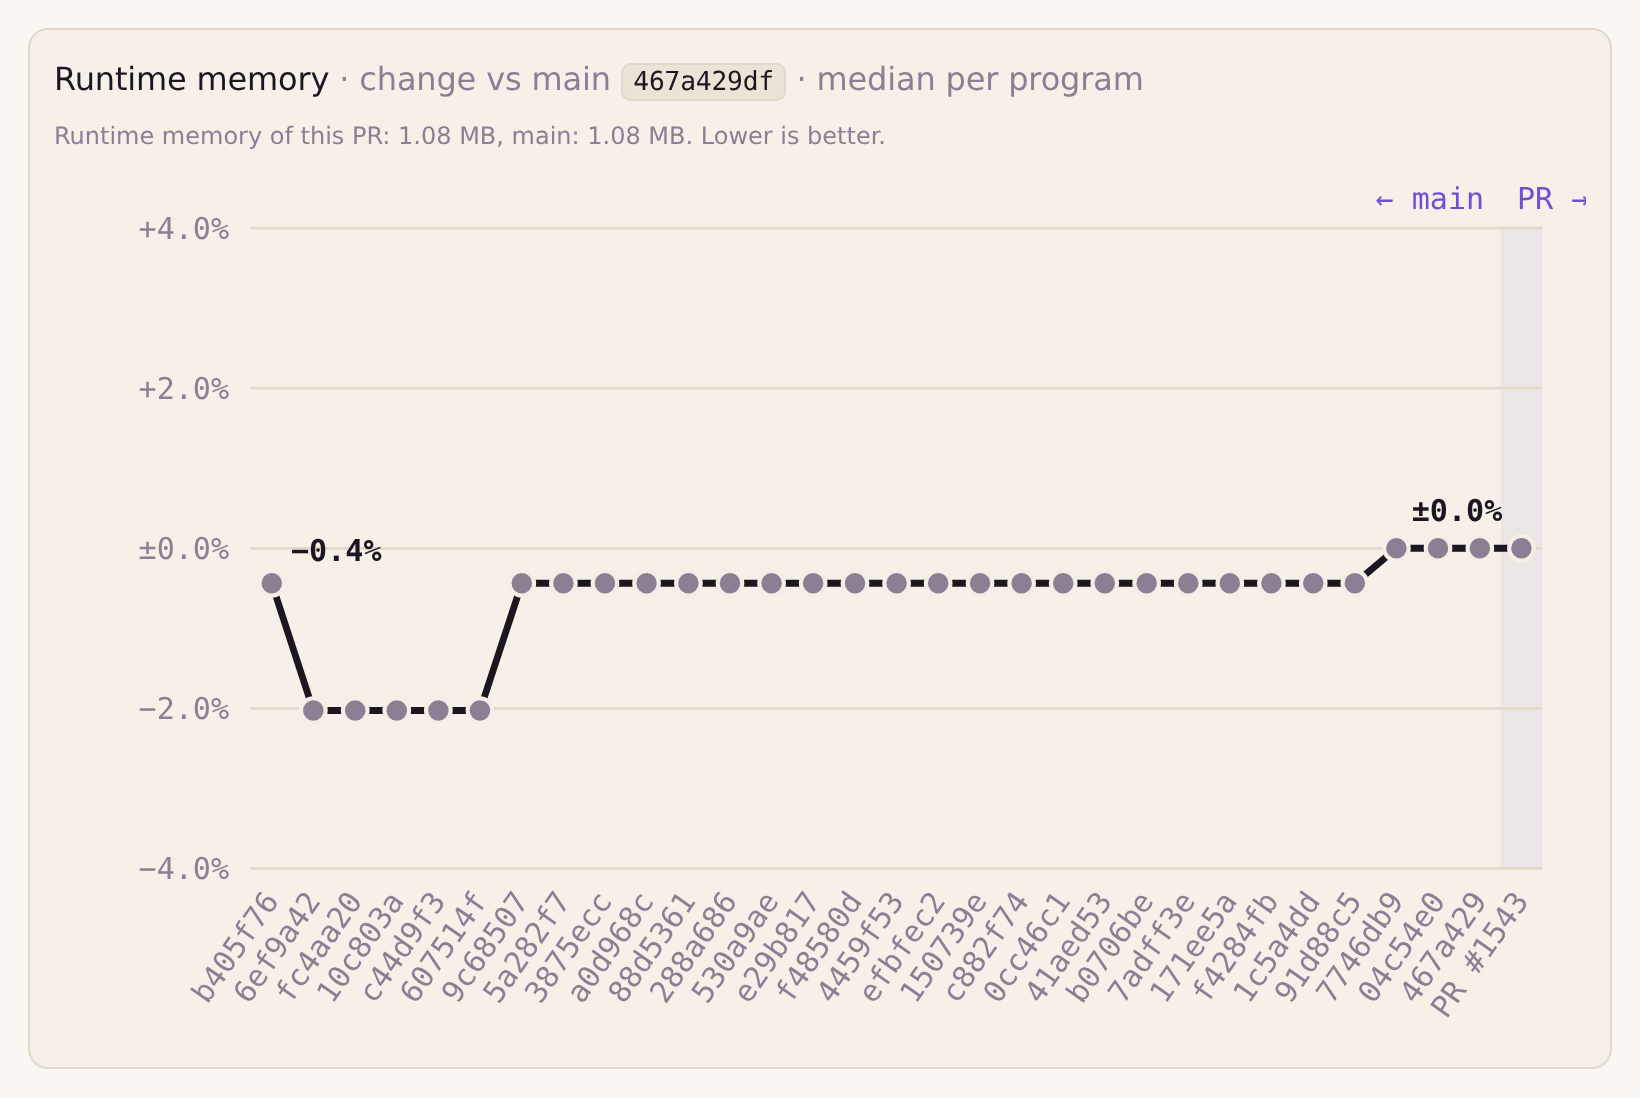 Runtime memory · change vs main 467a429df · median per program
Runtime memory of this PR: 1.08 MB, main: 1.08 MB. Lower is better.
← main PR →
+4.0%
+2.0%
±0.0%
−2.0%
−4.0%
−0.4%
±0.0%
b405f76
6ef9a42
fc4aa20
10c803a
c44d9f3
607514f
9c68507
5a282f7
3875ecc
a0d968c
88d5361
288a686
530a9ae
e29b817
f48580d
4459f53
efbfec2
150739e
c882f74
0cc46c1
41aed53
b0706be
7adff3e
171ee5a
f4284fb
1c5a4dd
91d88c5
7746db9
04c54e0
467a429
PR #1543